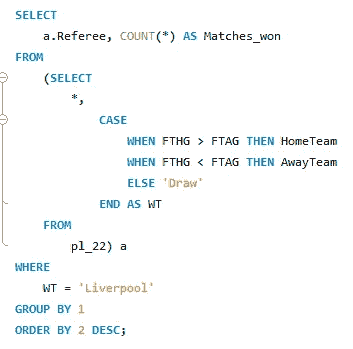 SELECT
a.Referee, COUNT(*) AS Matches_won
FROM
(SELECT
*,
CASE
WHEN FTHG > FTAG THEN HomeTeam
WHEN FTHG < FTAG THEN AwayTeam
ELSE 'Draw'
END AS WT
FROM
pl_22) a
WHERE
WT = 'Liverpool'
GROUP BY 1
ORDER BY 2 DESC;